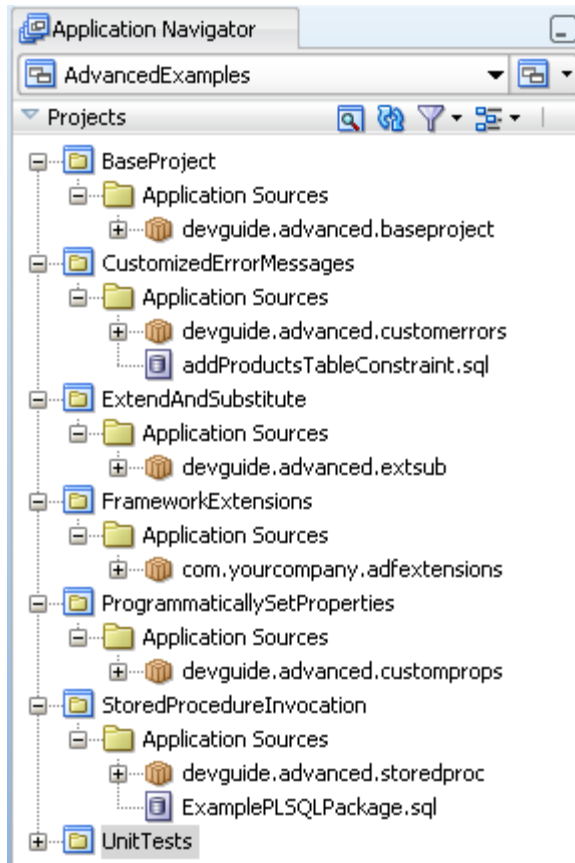 Application Navigator
AdvancedExamples
Projects
BaseProject
Application Sources
devguide.advanced.baseproject
CustomizedErrorMessages
Application Sources
devguide.advanced.customerrors
addProductsTableConstraint.sql
ExtendAndSubstitute
Application Sources
devguide.advanced.extsub
FrameworkExtensions
Application Sources
com.yourcompany.adfextensions
ProgrammaticallySetProperties
Application Sources
devguide.advanced.customprops
StoredProcedureInvocation
Application Sources
devguide.advanced.storedproc
ExamplePLSQLPackage.sql
UnitTests